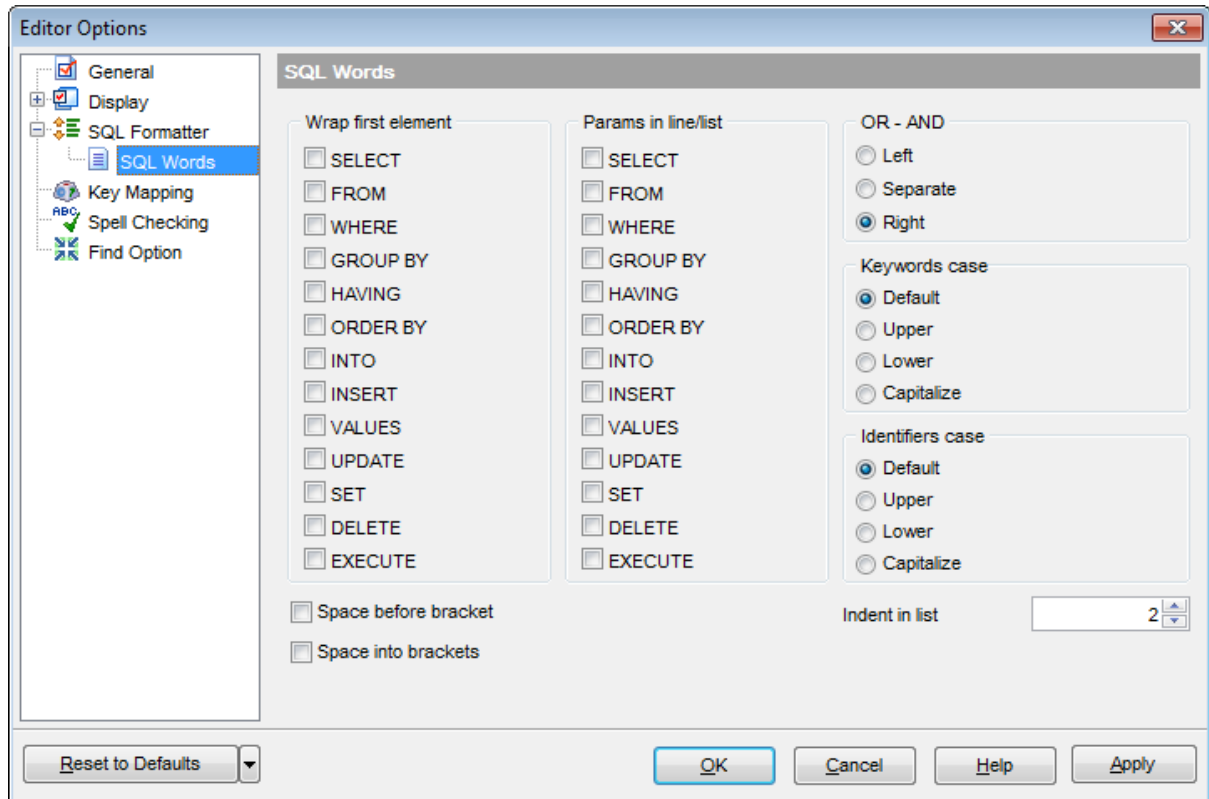 Editor Options
General
Display
SQL Formatter
SQL Words
Key Mapping
ABC
Spell Checking
Find Option
SQL Words
Wrap first element
SELECT
FROM
WHERE
GROUP BY
HAVING
ORDER BY
INTO
INSERT
VALUES
UPDATE
SET
DELETE
EXECUTE
Params in line/list
SELECT
FROM
WHERE
GROUP BY
HAVING
ORDER BY
INTO
INSERT
VALUES
UPDATE
SET
DELETE
EXECUTE
OR - AND
Left
Separate
Right
Keywords case
Default
Upper
Lower
Capitalize
Identifiers case
Default
Upper
Lower
Capitalize
Space before bracket
Space into brackets
Indent in list 2
Reset to Defaults
OK
Cancel
Help
Apply